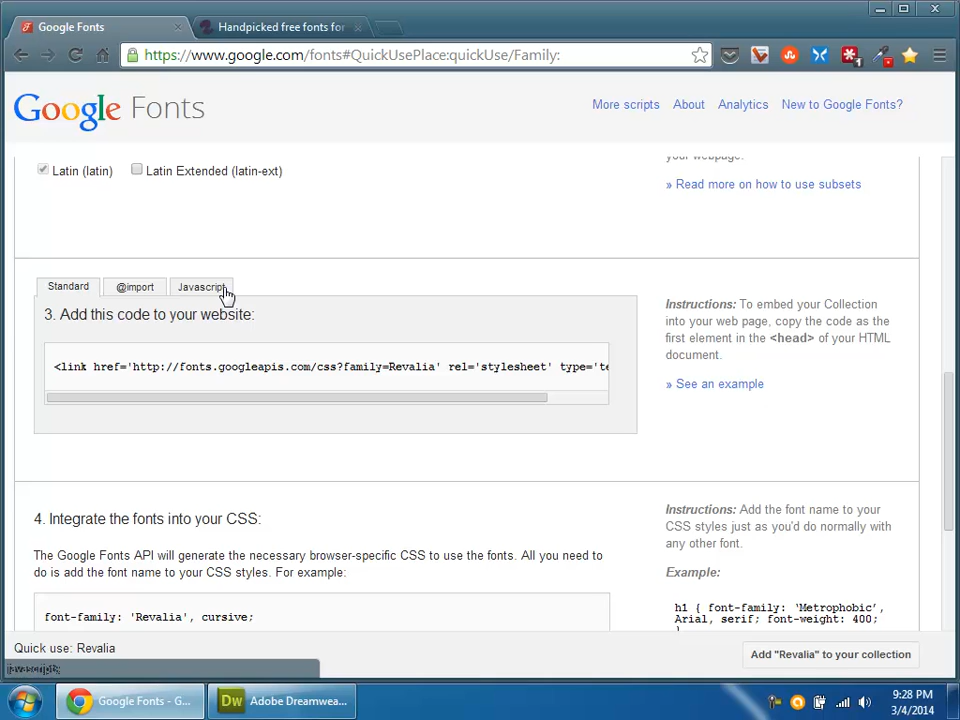 Google Fonts
Handpicked free fonts for
https://www.google.com/fonts#QuickUsePlace:quickUse/Family:
1
Google Fonts
More scripts About Analytics New to Google Fonts?
Latin (latin) Latin Extended (latin-ext)
your webpage.
» Read more on how to use subsets
Standard @import Javascript
3. Add this code to your website:
<link href='http://fonts.googleapis.com/css?family=Revalia' rel='stylesheet' type='te
Instructions: To embed your Collection
into your web page, copy the code as the
first element in the <head> of your HTML
document.
» See an example
4. Integrate the fonts into your CSS:
The Google Fonts API will generate the necessary browser-specific CSS to use the fonts. All you need to
do is add the font name to your CSS styles. For example:
font-family: 'Revalia', cursive;
Instructions: Add the font name to your
CSS styles just as you'd do normally with
any other font.
Example:
h1 { font-family: 'Metrophobic',
Arial, serif; font-weight: 400;
}
Quick use: Revalia
Add "Revalia" to your collection
javascript:
Google Fonts - G...
Dw Adobe Dreamwea...
9:28 PM
3/4/2014